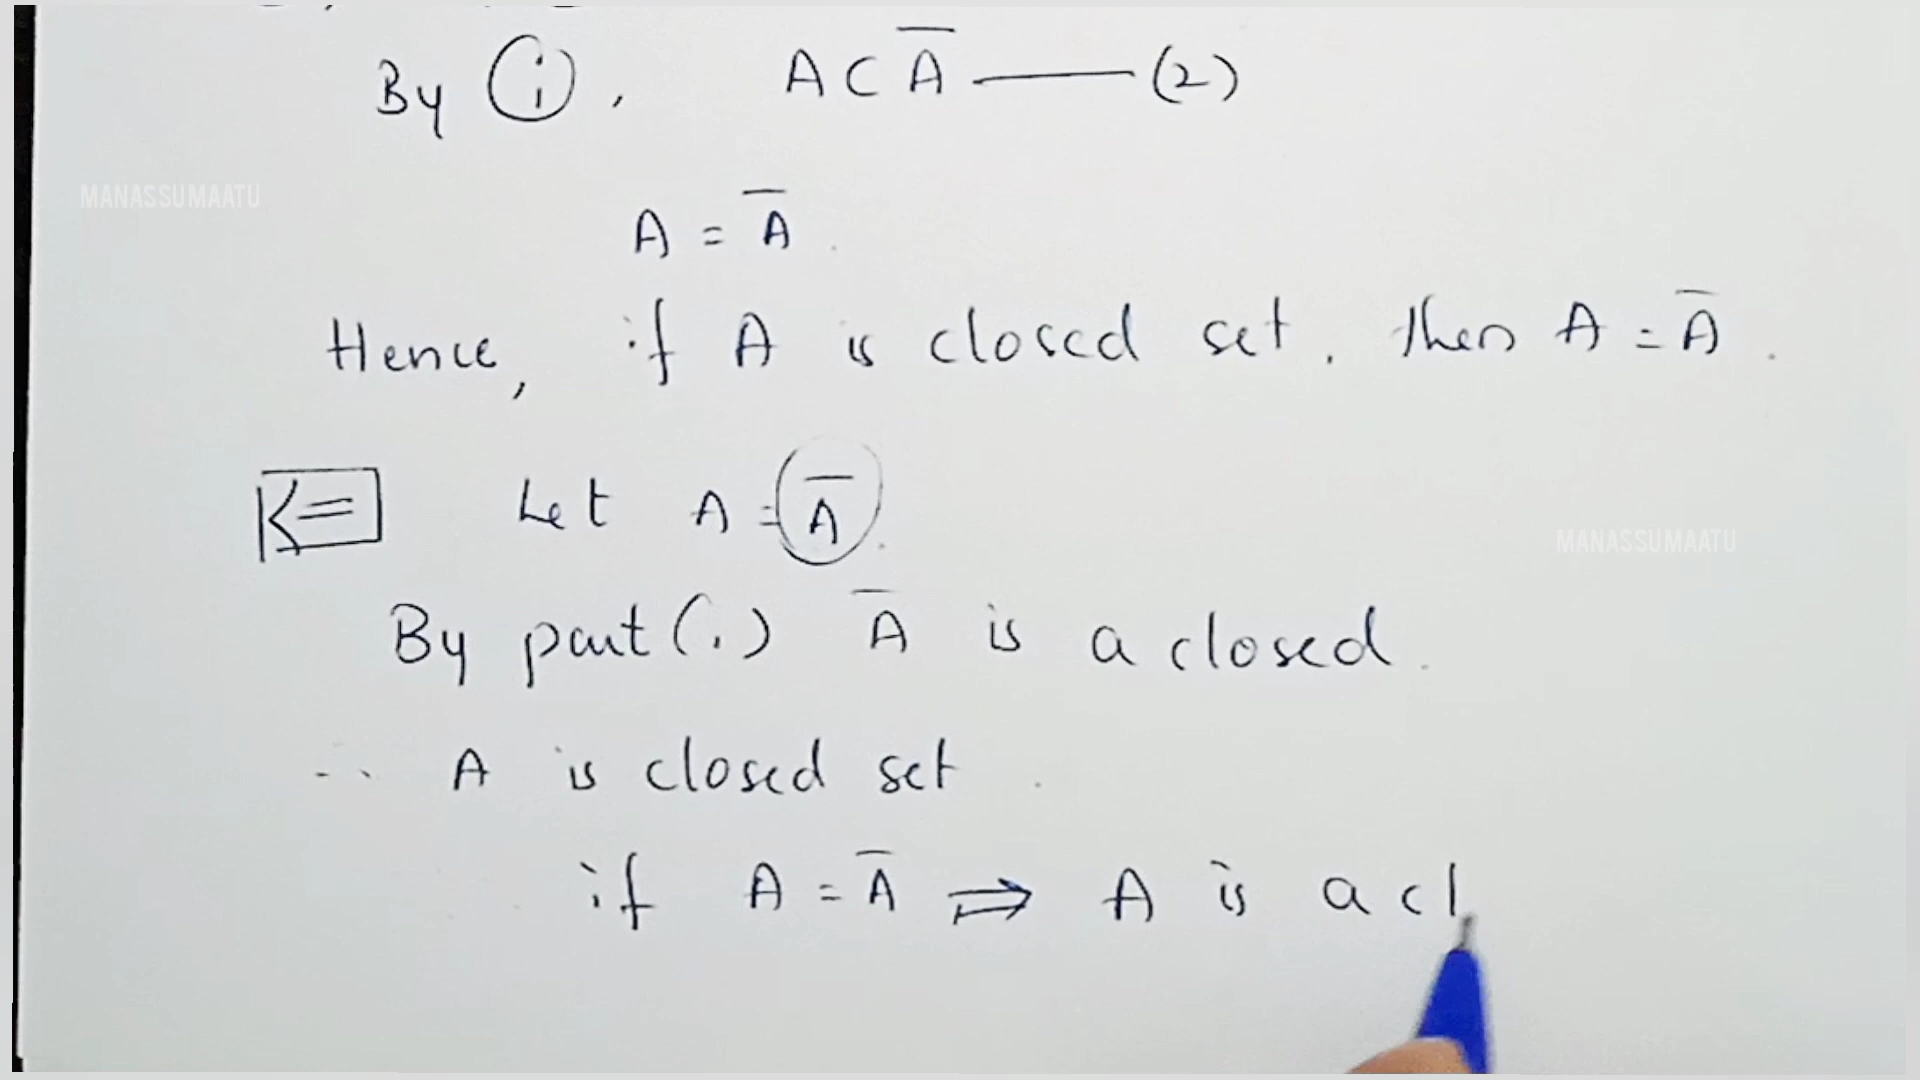 By (i), A ⊂ A̅ —— (2)
MANASSUMAATU
A = A̅.
Hence, if A is closed set, then A = A̅.
⇐ Let A = A̅.
MANASSUMAATU
By part (i) A̅ is a closed.
∴ A is closed set.
if A = A̅ ⇒ A is a cl